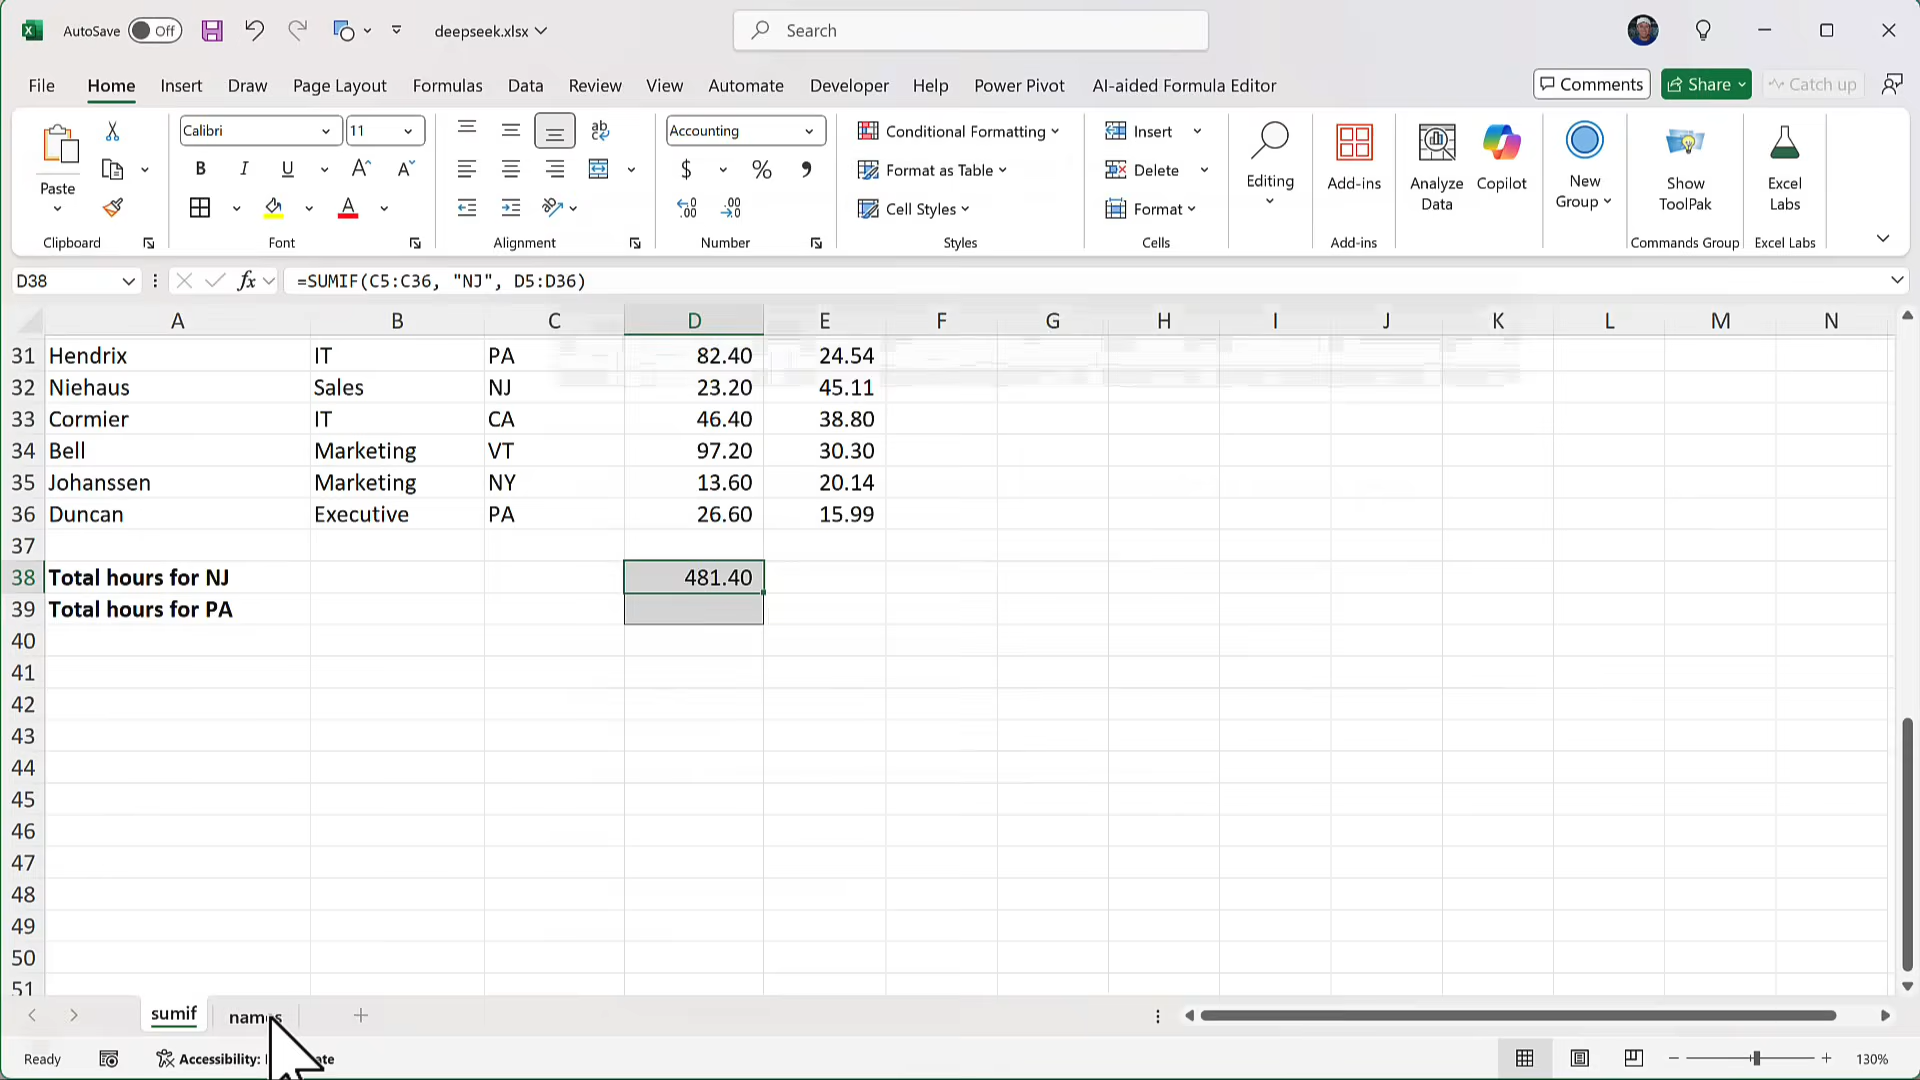 AutoSave Off deepseek.xlsx Search
File Home Insert Draw Page Layout Formulas Data Review View Automate Developer Help Power Pivot AI-aided Formula Editor Comments Share Catch up
Paste
Calibri 11
B I U
Accounting
$ % 9
Conditional Formatting
Format as Table
Cell Styles
Insert
Delete
Format
Editing
Add-ins
Analyze
Data
Copilot
New
Group
Show
ToolPak
Excel
Labs
Clipboard Font Alignment Number Styles Cells Add-ins Commands Group Excel Labs
D38 fx =SUMIF(C5:C36, "NJ", D5:D36)
A B C D E F G H I J K L M N
31 Hendrix IT PA 82.40 24.54
32 Niehaus Sales NJ 23.20 45.11
33 Cormier IT CA 46.40 38.80
34 Bell Marketing VT 97.20 30.30
35 Johanssen Marketing NY 13.60 20.14
36 Duncan Executive PA 26.60 15.99
37
38 Total hours for NJ 481.40
39 Total hours for PA
40
41
42
43
44
45
46
47
48
49
50
51
sumif names
Ready Accessibility: 130%